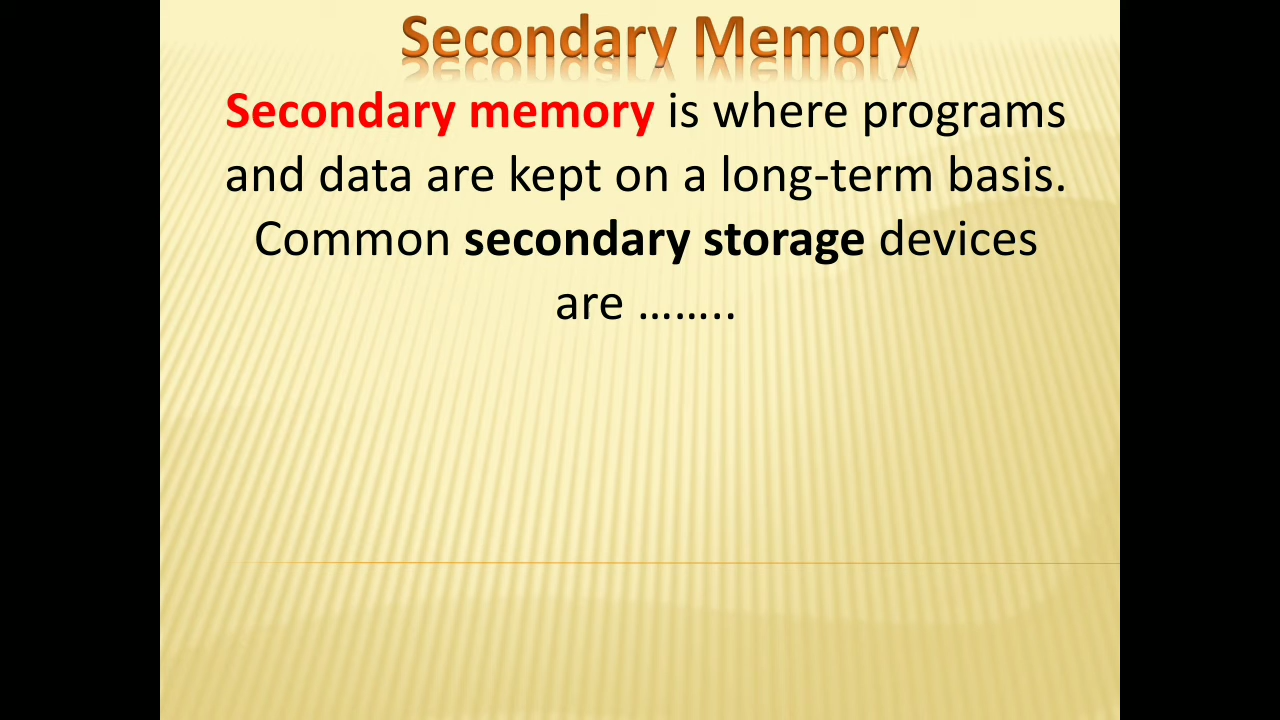 Secondary Memory
Secondary memory is where programs
and data are kept on a long-term basis.
Common secondary storage devices
are ……..